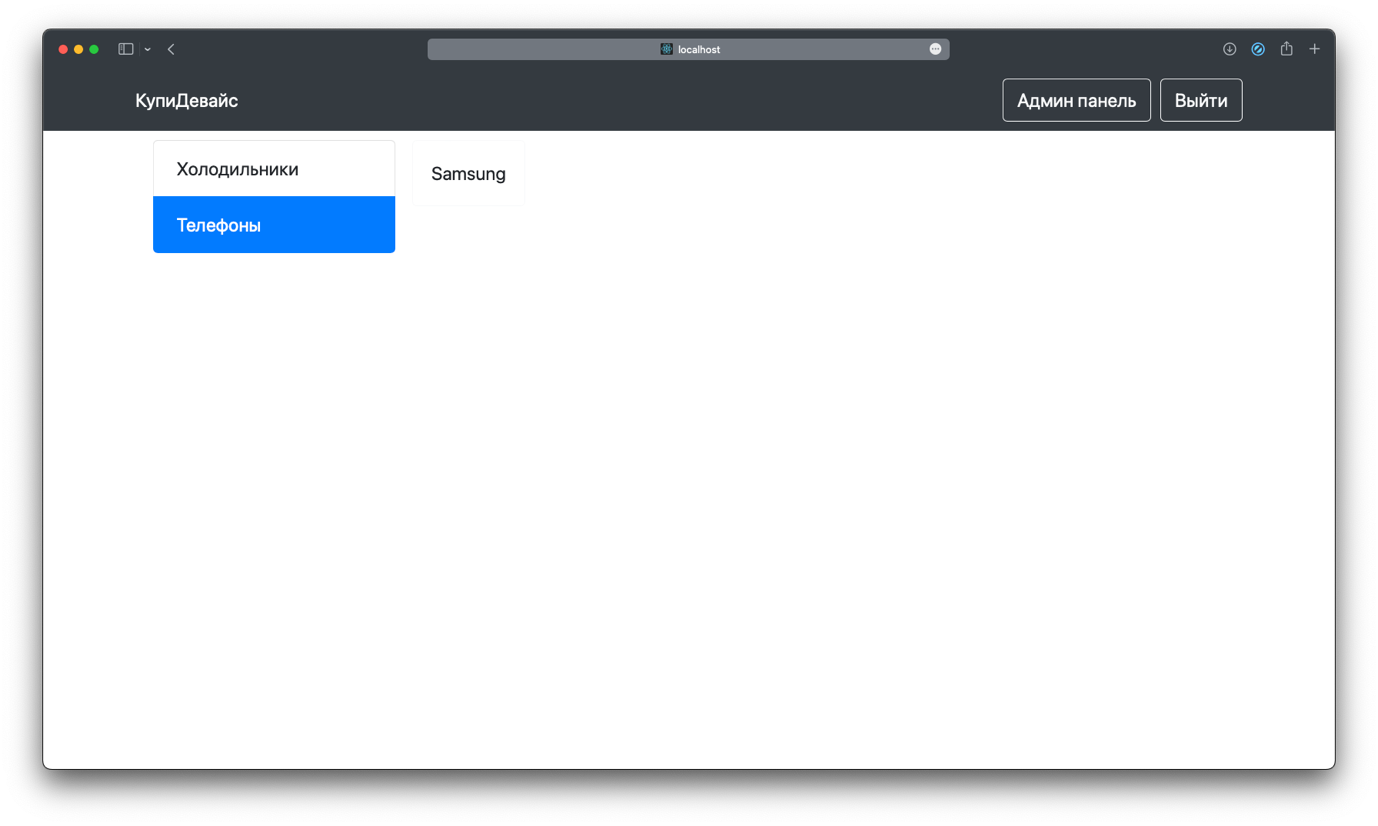 localhost
КупиДевайс
Админ панель
Выйти
Холодильники
Samsung
Телефоны